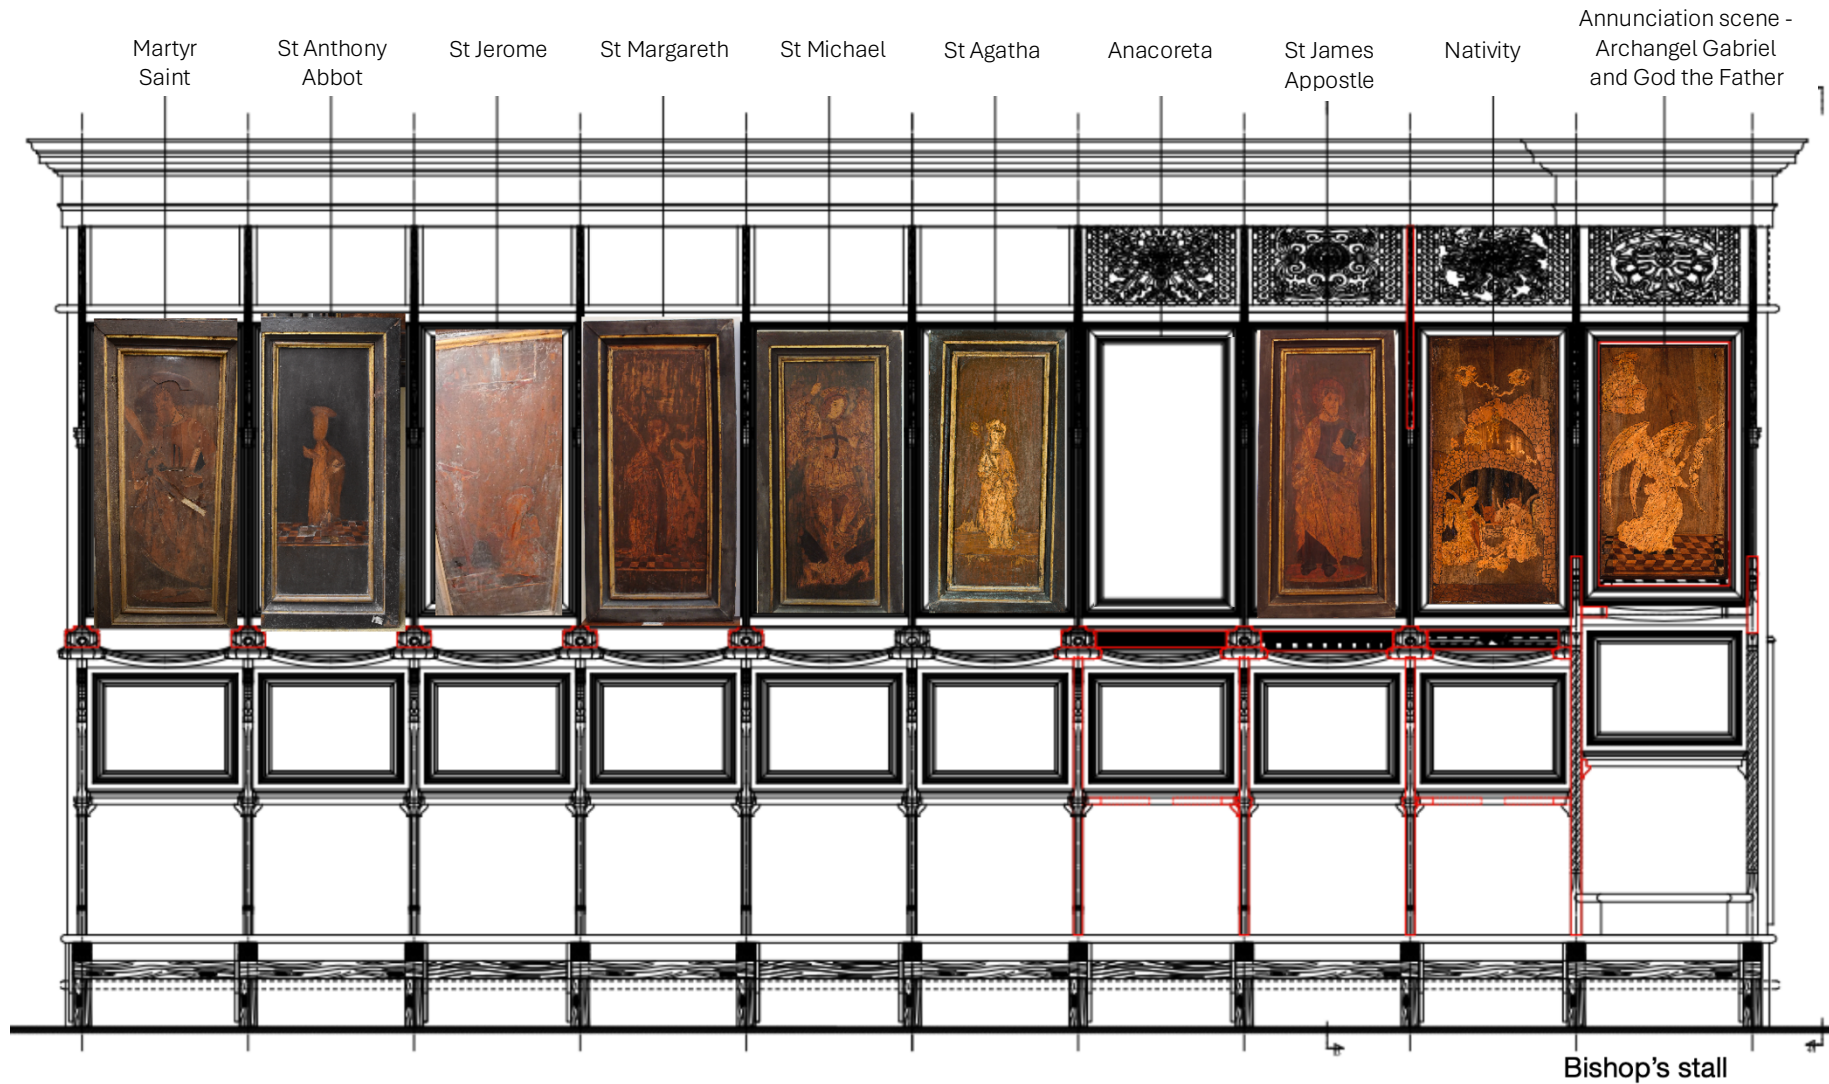 Martyr
Saint
St Anthony
Abbot
St Jerome
St Margareth
St Michael
St Agatha
Anacoreta
St James
Appostle
Nativity
Annunciation scene -
Archangel Gabriel
and God the Father
Bishop's stall